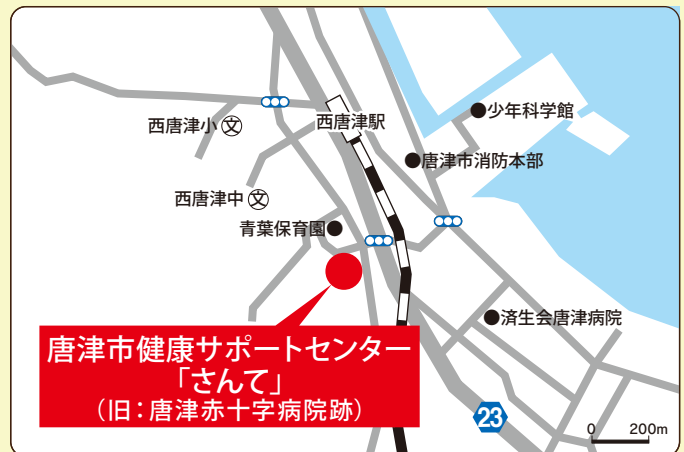 少年科学館
西唐津駅
西唐津小 文
唐津市消防本部
西唐津中 文
青葉保育園
済生会唐津病院
唐津市健康サポートセンター
「さんて」
（旧：唐津赤十字病院跡）
23
0 200m